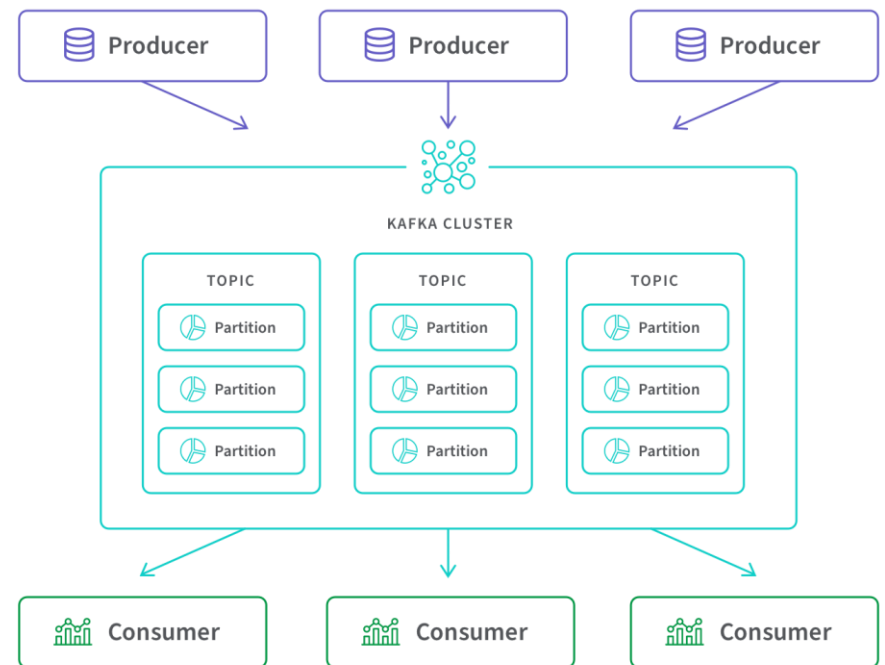 Producer
Producer
Producer
KAFKA CLUSTER
TOPIC
Partition
Partition
Partition
TOPIC
Partition
Partition
Partition
TOPIC
Partition
Partition
Partition
Consumer
Consumer
Consumer